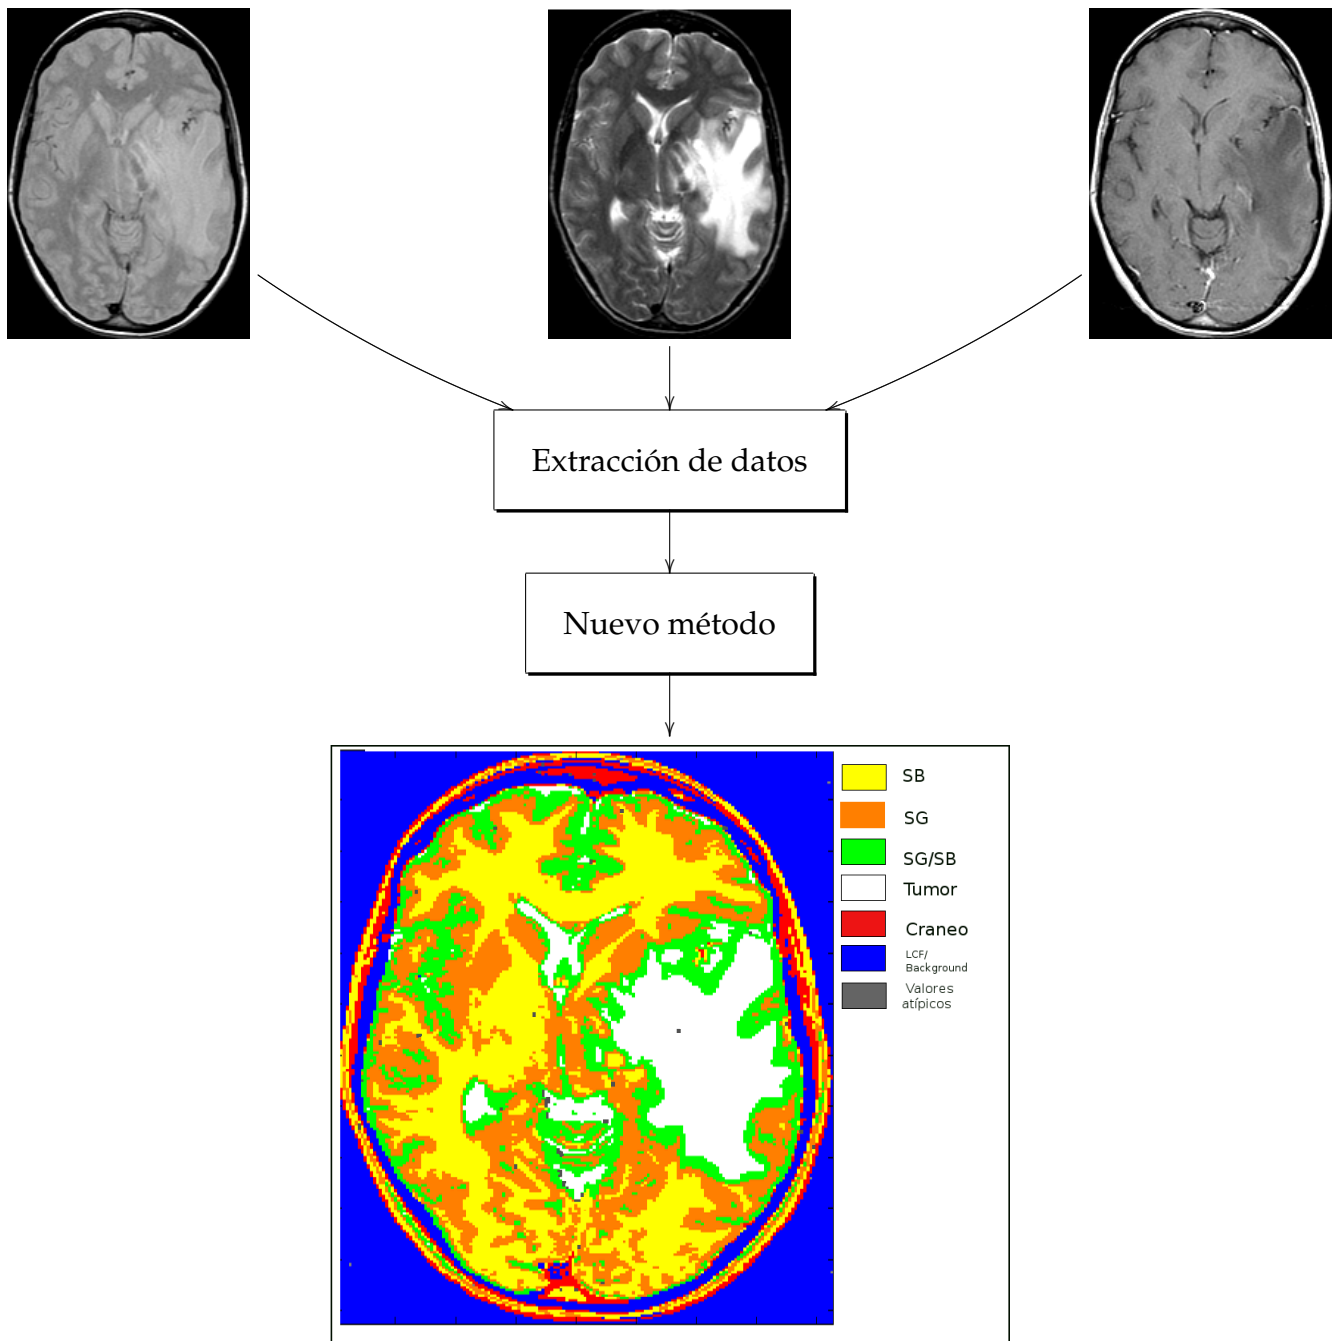 Extracción de datos
Nuevo método
SB
SG
SG/SB
Tumor
Craneo
LCF/
Background
Valores
atípicos